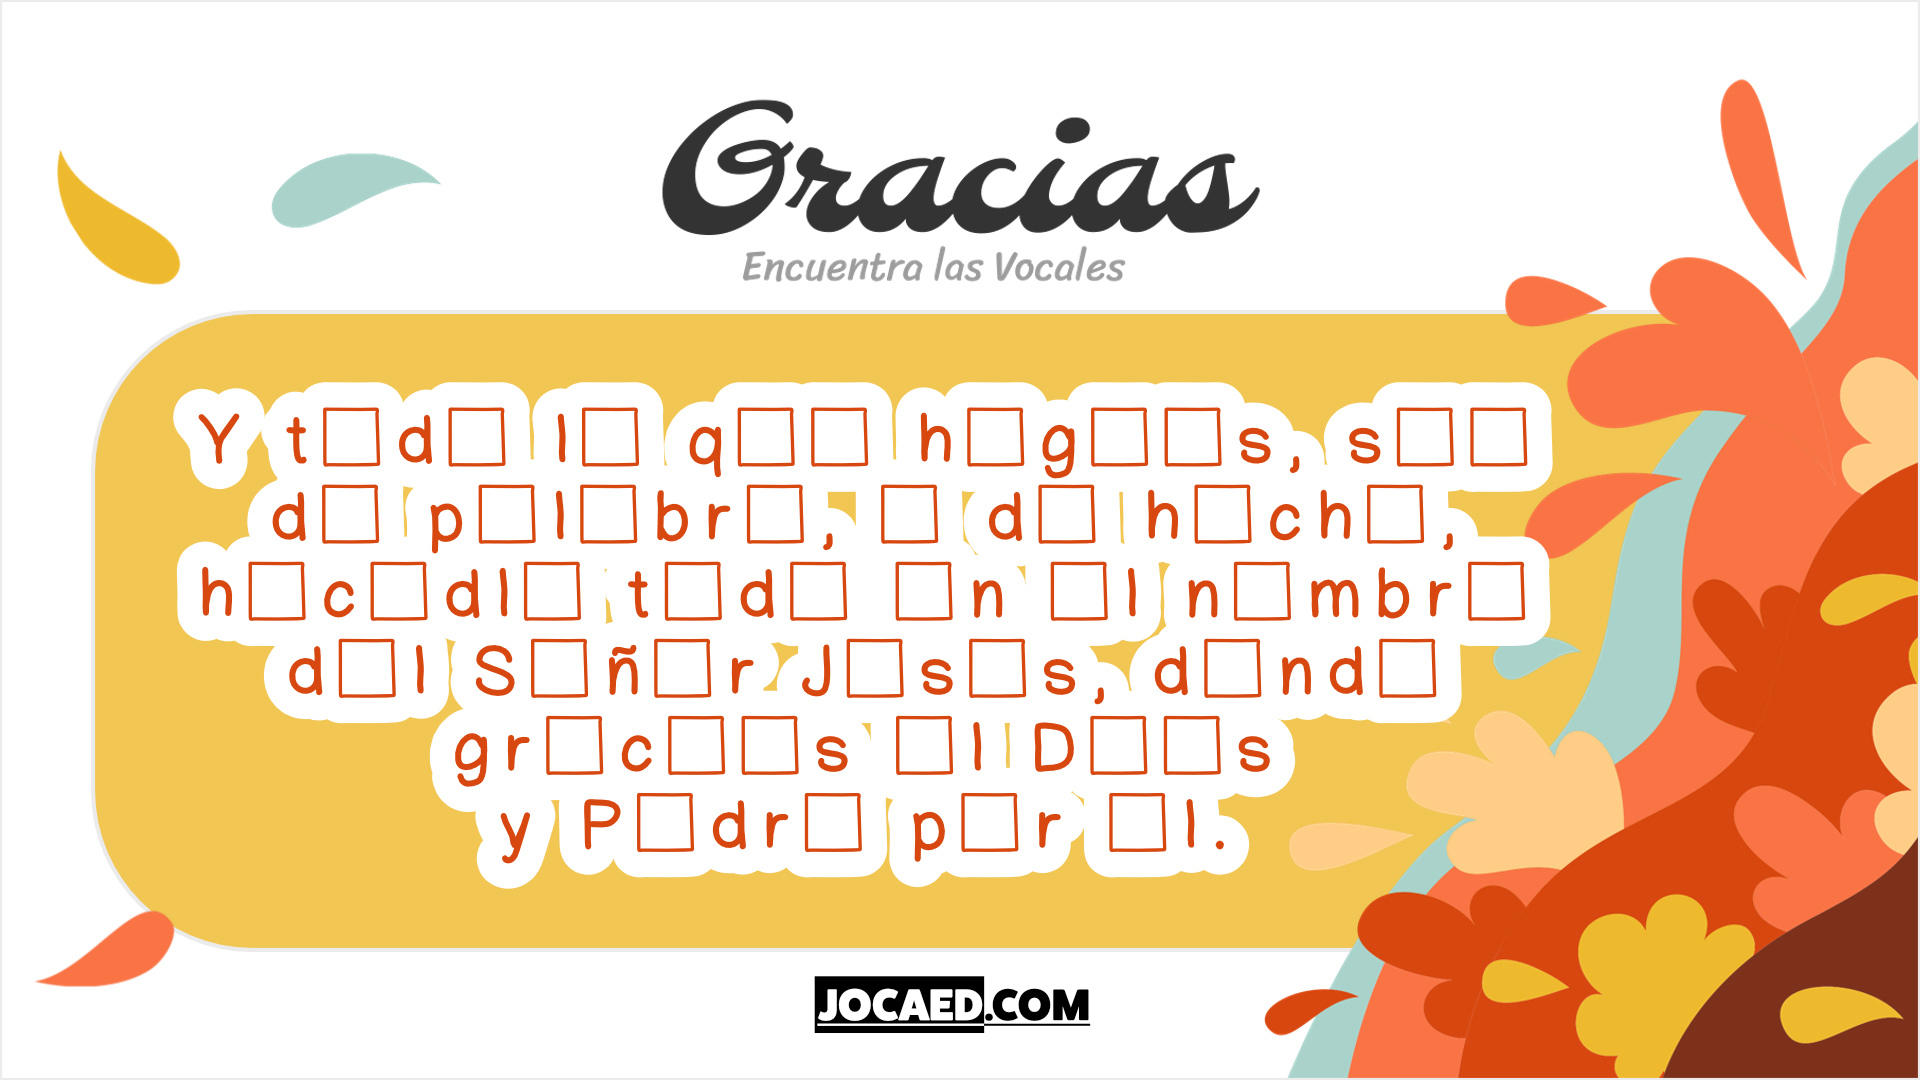 Gracias
Encuentra las Vocales
Y t□d□ l□ q□□ h□g□□s, s□□
d□ p□l□br□, □ d□ h□ch□,
h□c□dl□ t□d□ □n □l n□mbr□
d□l S□ñ□r J□s□s, d□nd□
gr□c□□s □l D□□s
y P□dr□ p□r □l.
JOCAED.COM